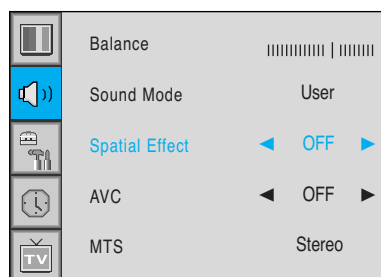 Balance
Sound Mode User
Spatial Effect OFF
AVC OFF
MTS Stereo
TV